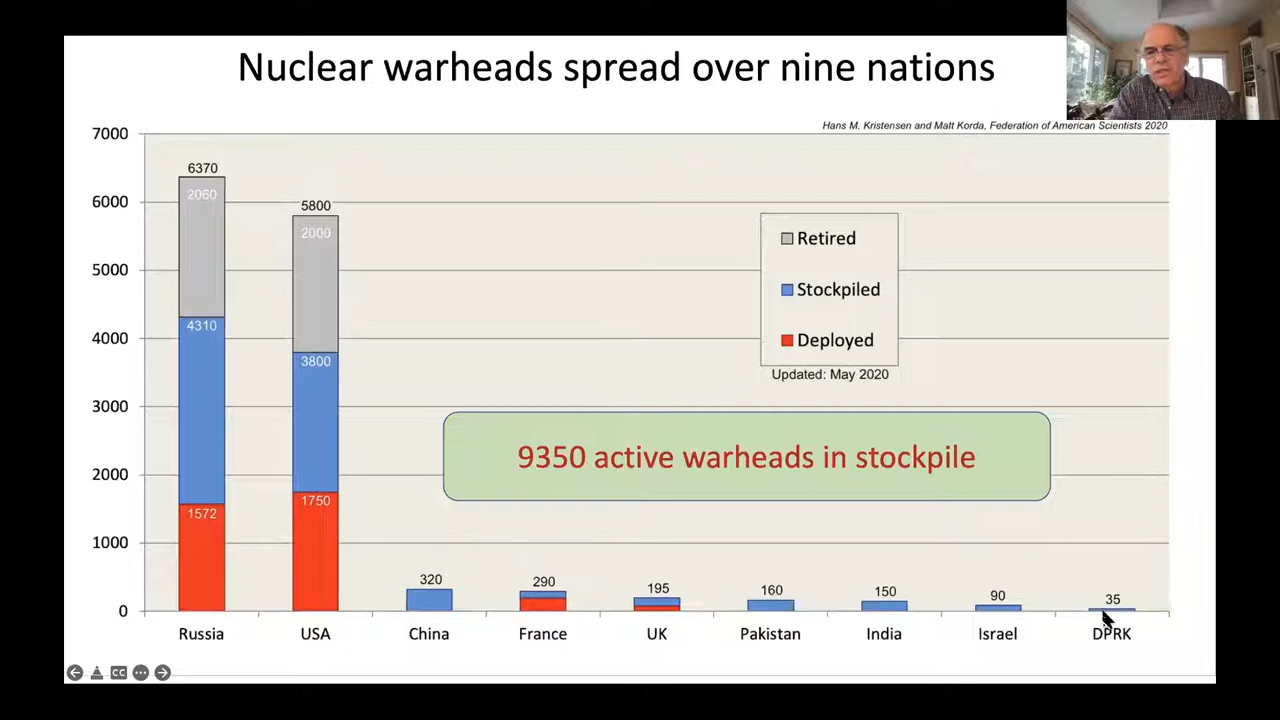 Nuclear warheads spread over nine nations
Hans M. Kristensen and Matt Korda, Federation of American Scientists 2020
7000
6000
5000
4000
3000
2000
1000
0
6370
2060
4310
1572
5800
2000
3800
1750
320
290
195
160
150
90
35
Retired
Stockpiled
Deployed
Updated: May 2020
9350 active warheads in stockpile
Russia
USA
China
France
UK
Pakistan
India
Israel
DPRK
CC